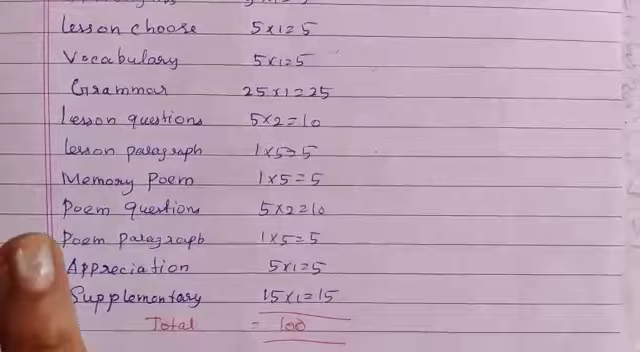 Lesson choose 5x1=5
Vocabulary 5x1=5
Grammar 25x1=25
Lesson questions 5x2=10
Lesson paragraph 1x5=5
Memory Poem 1x5=5
Poem questions 5x2=10
Poem paragraph 1x5=5
Appreciation 5x1=5
Supplementary 15x1=15
Total = 100